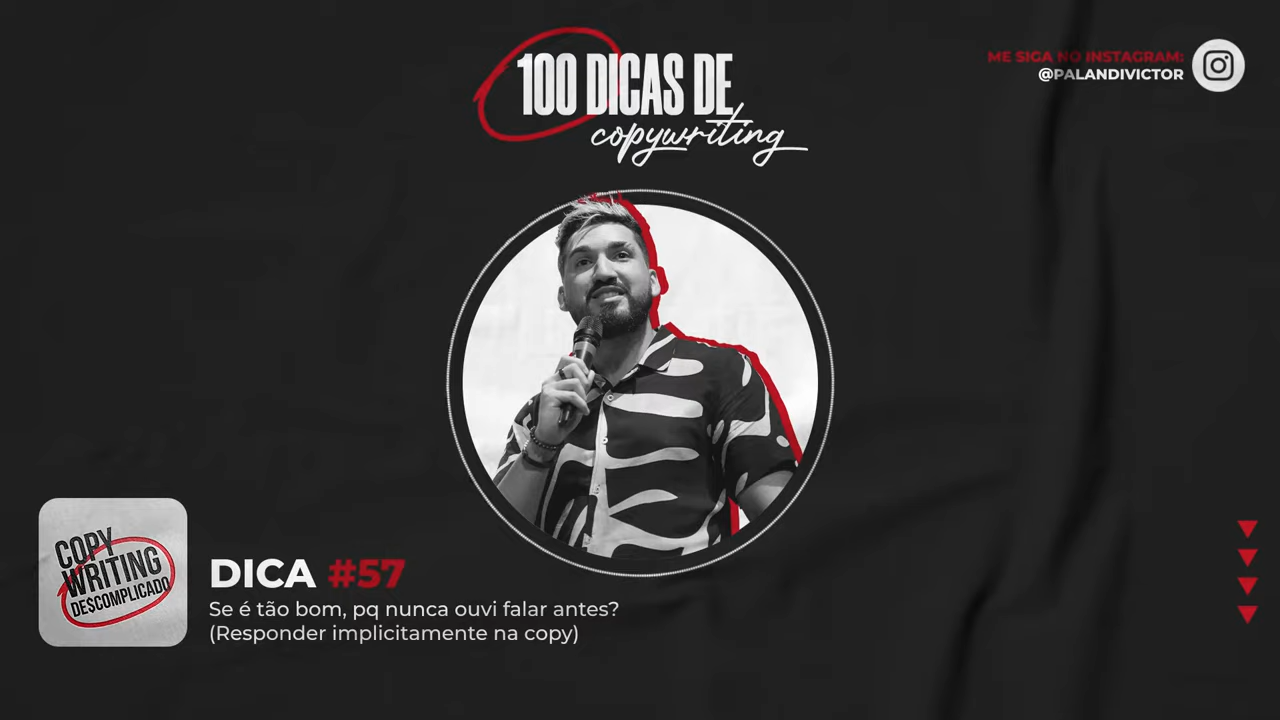 100 DICAS DE
copywriting
ME SIGA NO INSTAGRAM:
@PALANDIVICTOR
COPY
WRITING
DESCOMPLICADO
DICA #57
Se é tão bom, pq nunca ouvi falar antes?
(Responder implicitamente na copy)